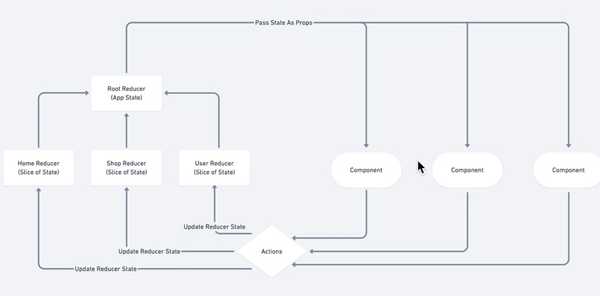 Pass State As Props
Root Reducer
(App State)
Home Reducer
(Slice of State)
Shop Reducer
(Slice of State)
User Reducer
(Slice of State)
Component
Component
Component
Update Reducer State
Actions
Update Reducer State
Update Reducer State